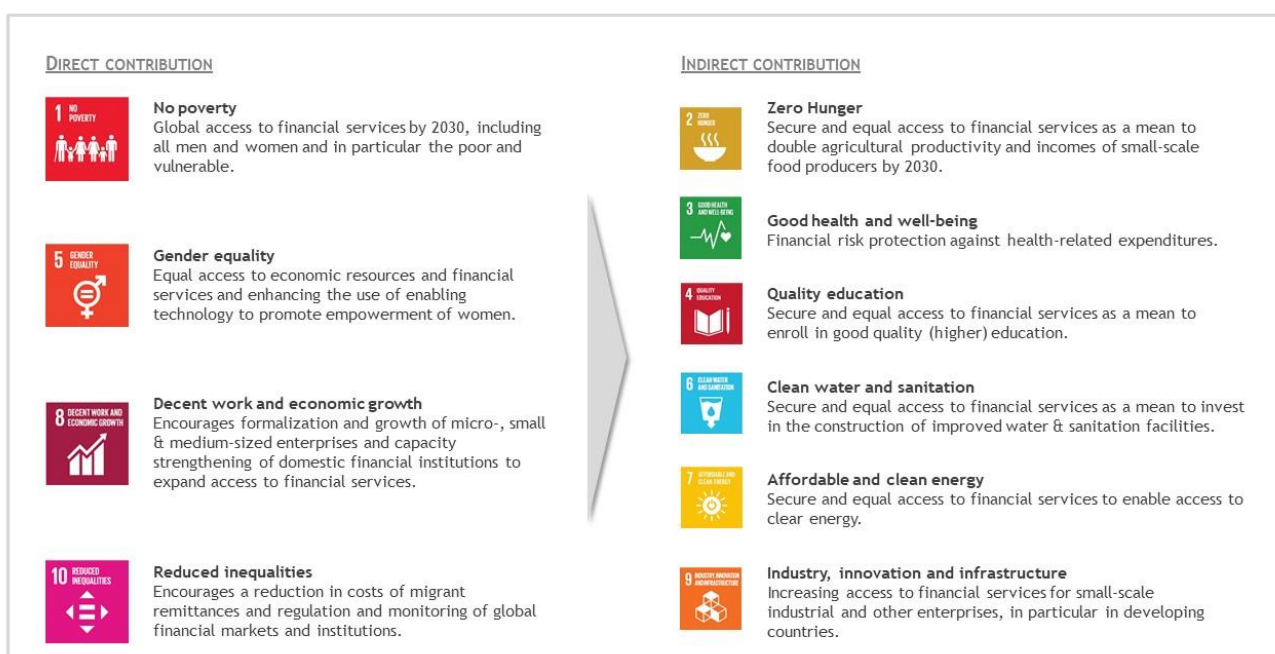 DIRECT CONTRIBUTION
1 NO
POVERTY
No poverty
Global access to financial services by 2030, including
all men and women and in particular the poor and
vulnerable.
5 GENDER
EQUALITY
Gender equality
Equal access to economic resources and financial
services and enhancing the use of enabling
technology to promote empowerment of women.
8 DECENT WORK AND
ECONOMIC GROWTH
Decent work and economic growth
Encourages formalization and growth of micro-, small
& medium-sized enterprises and capacity
strengthening of domestic financial institutions to
expand access to financial services.
10 REDUCED
INEQUALITIES
Reduced inequalities
Encourages a reduction in costs of migrant
remittances and regulation and monitoring of global
financial markets and institutions.
INDIRECT CONTRIBUTION
2 ZERO
HUNGER
Zero Hunger
Secure and equal access to financial services as a mean to
double agricultural productivity and incomes of small-scale
food producers by 2030.
3 GOOD HEALTH
AND WELL-BEING
Good health and well-being
Financial risk protection against health-related expenditures.
4 QUALITY
EDUCATION
Quality education
Secure and equal access to financial services as a mean to
enroll in good quality (higher) education.
6 CLEAN WATER
AND SANITATION
Clean water and sanitation
Secure and equal access to financial services as a mean to invest
in the construction of improved water & sanitation facilities.
7 AFFORDABLE AND
CLEAN ENERGY
Affordable and clean energy
Secure and equal access to financial services to enable access to
clear energy.
9 INDUSTRY, INNOVATION
AND INFRASTRUCTURE
Industry, innovation and infrastructure
Increasing access to financial services for small-scale
industrial and other enterprises, in particular in developing
countries.